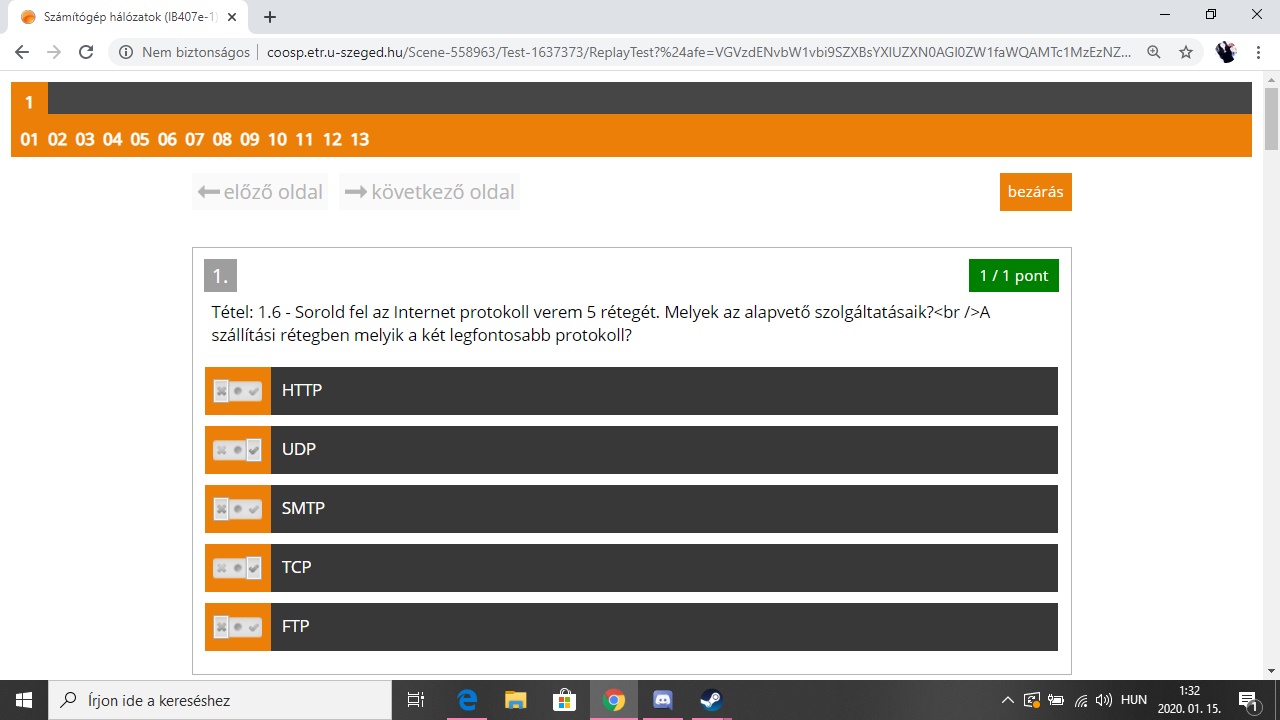 Számítógép hálózatok (IB407e-1)
Nem biztonságos
coosp.etr.u-szeged.hu/Scene-558963/Test-1637373/ReplayTest?%24afe=VGVzdENvbW1vbi9SZXBsYXlUZXN0AGI0ZW1faWQAMTc1MzEzNZ...
1
01 02 03 04 05 06 07 08 09 10 11 12 13
előző oldal
következő oldal
bezárás
1.
1 / 1 pont
Tétel: 1.6 - Sorold fel az Internet protokoll verem 5 rétegét. Melyek az alapvető szolgáltatásaik?<br />A
szállítási rétegben melyik a két legfontosabb protokoll?
HTTP
UDP
SMTP
TCP
FTP
Írjon ide a kereséshez
HUN
1:32
2020. 01. 15.
1